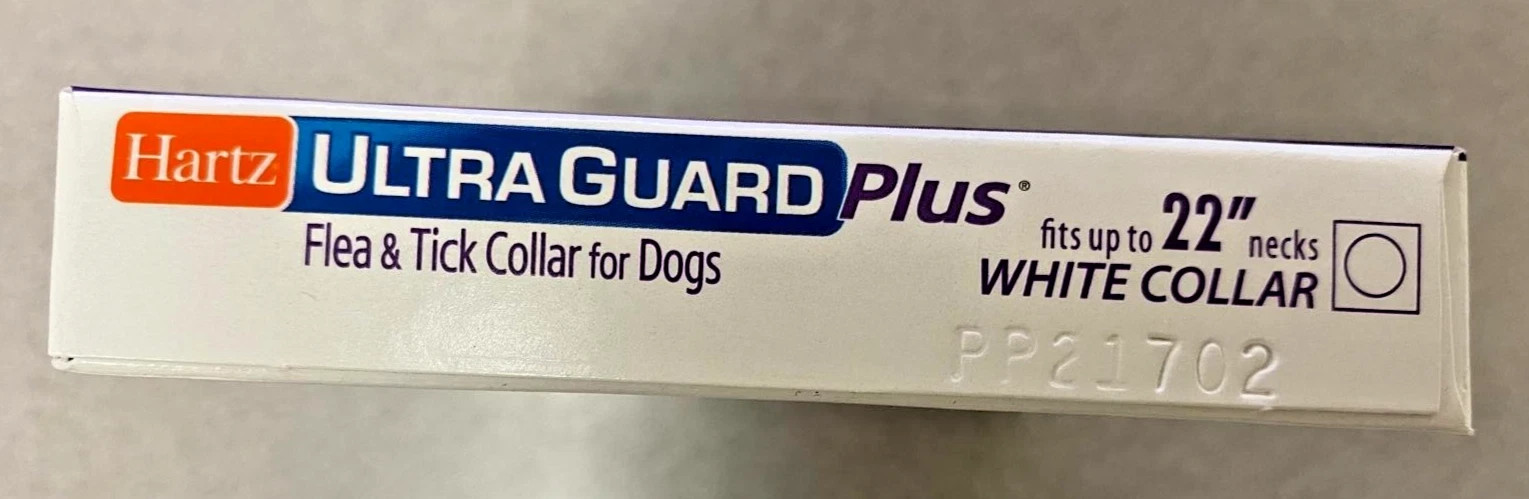 Hartz ULTRA GUARD Plus®
Flea & Tick Collar for Dogs
fits up to 22" necks
WHITE COLLAR
PP21702